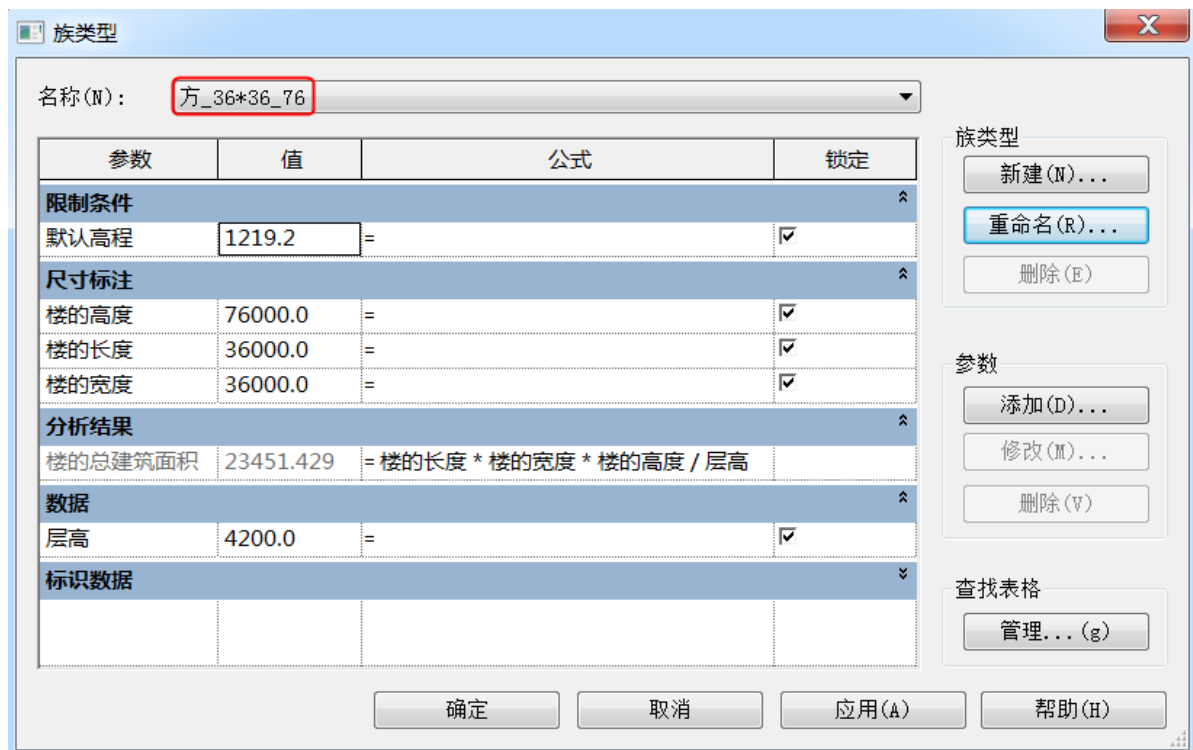 族类型
名称(N): 方_36*36_76
参数 值 公式 锁定
限制条件
默认高程 1219.2 =
尺寸标注
楼的高度 76000.0 =
楼的长度 36000.0 =
楼的宽度 36000.0 =
分析结果
楼的总建筑面积 23451.429 = 楼的长度 * 楼的宽度 * 楼的高度 / 层高
数据
层高 4200.0 =
标识数据
族类型
新建(N)...
重命名(R)...
删除(E)
参数
添加(D)...
修改(M)...
删除(V)
查找表格
管理...(g)
确定 取消 应用(A) 帮助(H)